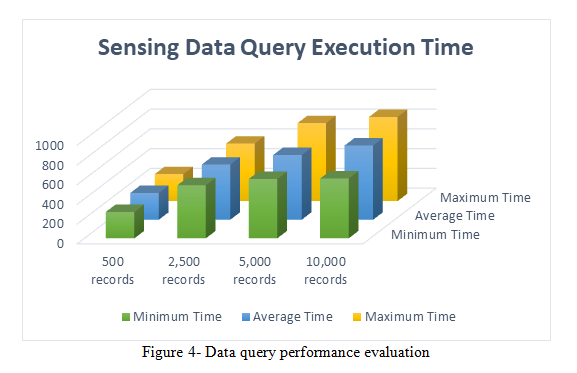 Sensing Data Query Execution Time
1000
800
600
400
200
0
Maximum Time
Average Time
Minimum Time
500
records
2,500
records
5,000
records
10,000
records
Minimum Time
Average Time
Maximum Time
Figure 4- Data query performance evaluation